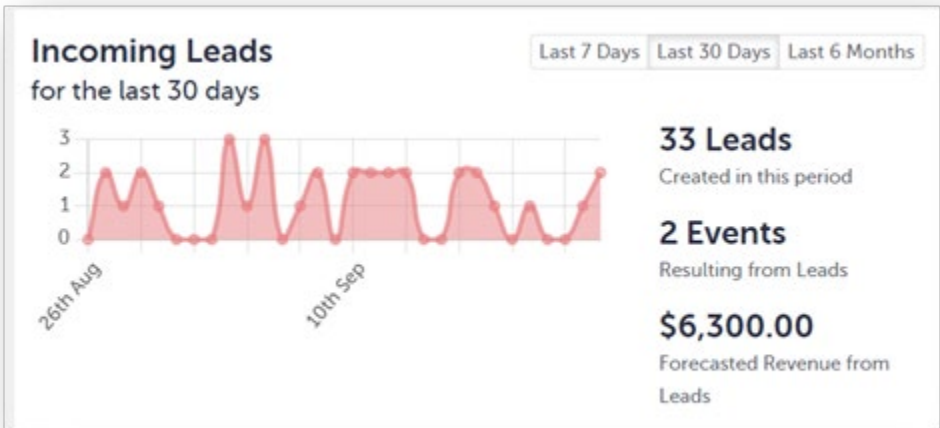 Incoming Leads
for the last 30 days
Last 7 Days
Last 30 Days
Last 6 Months
3
2
1
0
26th Aug
10th Sep
33 Leads
Created in this period
2 Events
Resulting from Leads
$6,300.00
Forecasted Revenue from
Leads